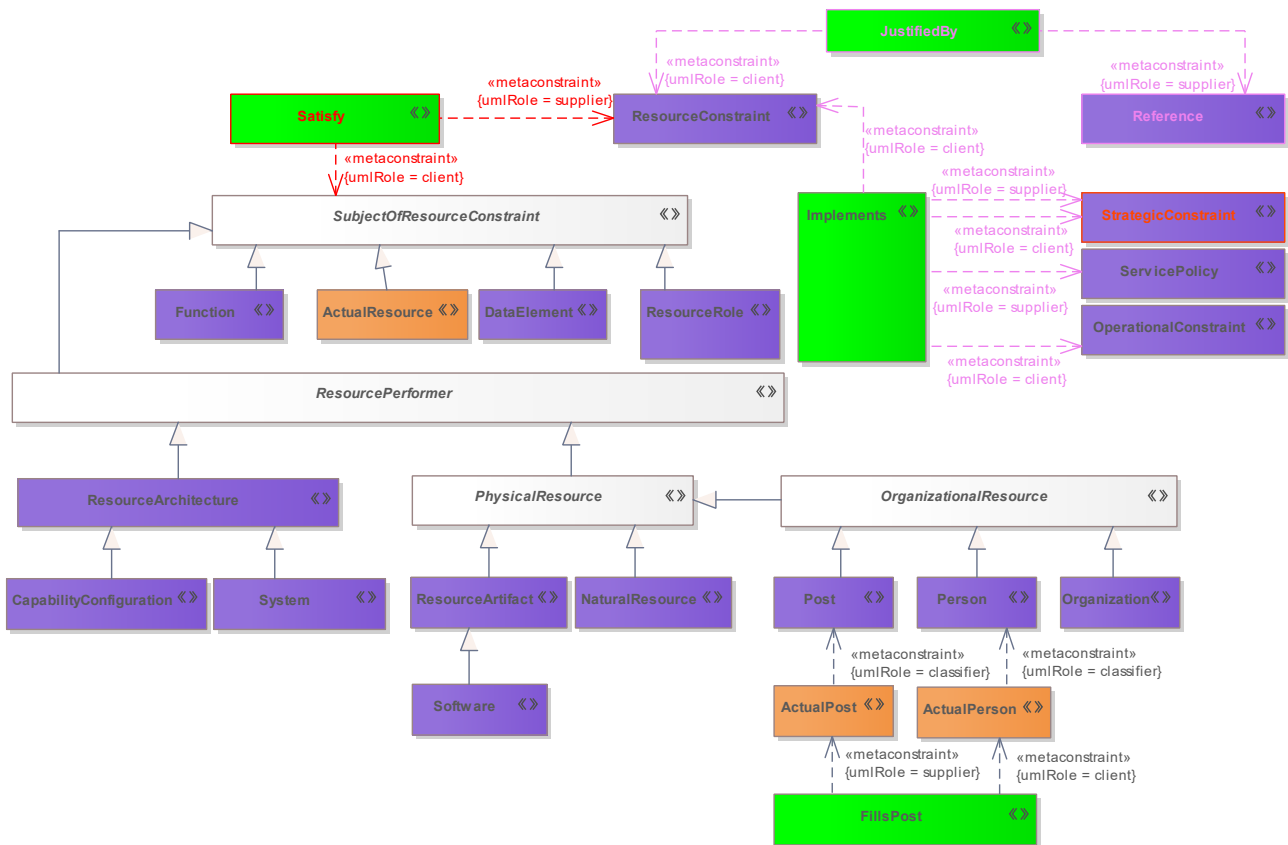 JustifiedBy «»
«metaconstraint»
{umlRole = client}
«metaconstraint»
{umlRole = supplier}
«metaconstraint»
{umlRole = supplier}
Satisfy «»
ResourceConstraint «»
Reference «»
«metaconstraint»
{umlRole = client}
«metaconstraint»
{umlRole = client}
«metaconstraint»
{umlRole = supplier}
Implements «»
SubjectOfResourceConstraint «»
StrategicConstraint «»
«metaconstraint»
{umlRole = client}
ServicePolicy «»
«metaconstraint»
{umlRole = supplier}
Function «»
ActualResource «»
DataElement «»
ResourceRole «»
OperationalConstraint «»
«metaconstraint»
{umlRole = client}
ResourcePerformer «»
ResourceArchitecture «»
PhysicalResource «»
OrganizationalResource «»
CapabilityConfiguration «»
System «»
ResourceArtifact «»
NaturalResource «»
Post «»
Person «»
Organization «»
«metaconstraint»
{umlRole = classifier}
«metaconstraint»
{umlRole = classifier}
Software «»
ActualPost «»
ActualPerson «»
«metaconstraint»
{umlRole = supplier}
«metaconstraint»
{umlRole = client}
FillsPost «»